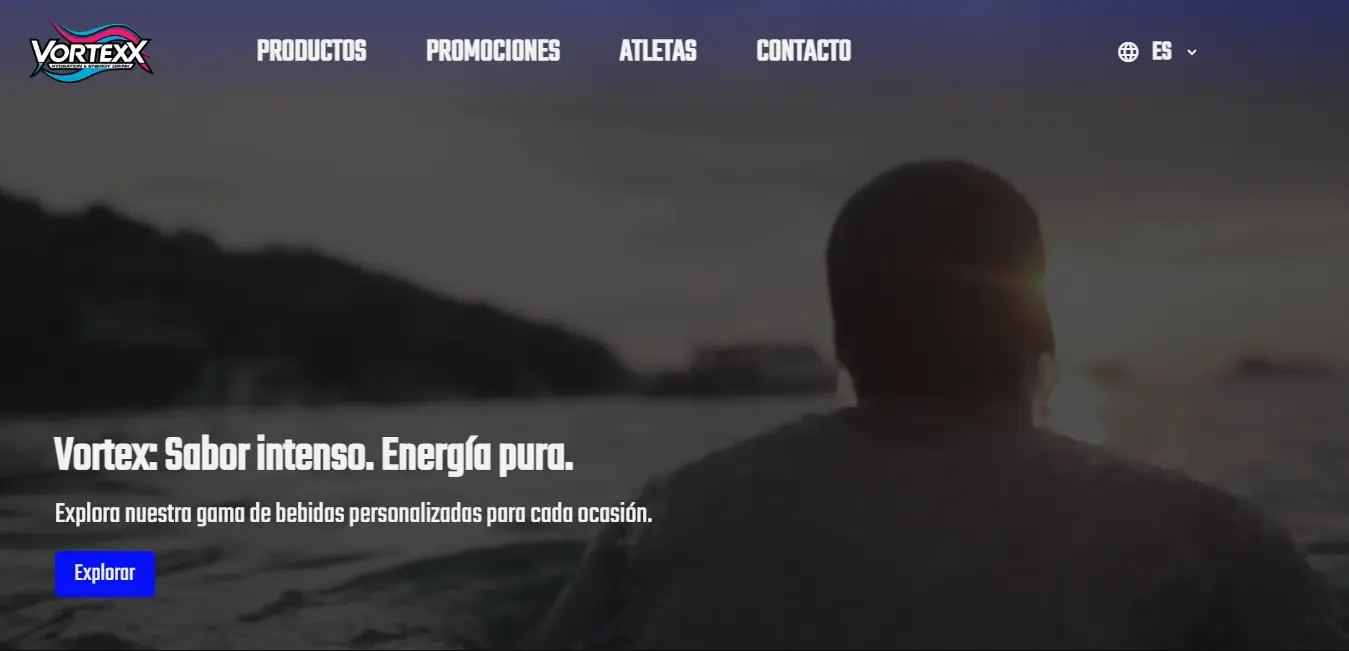 VORTEXX
HYDRATION & ENERGY DRINK
PRODUCTOS
PROMOCIONES
ATLETAS
CONTACTO
ES
Vortex: Sabor intenso. Energía pura.
Explora nuestra gama de bebidas personalizadas para cada ocasión.
Explorar